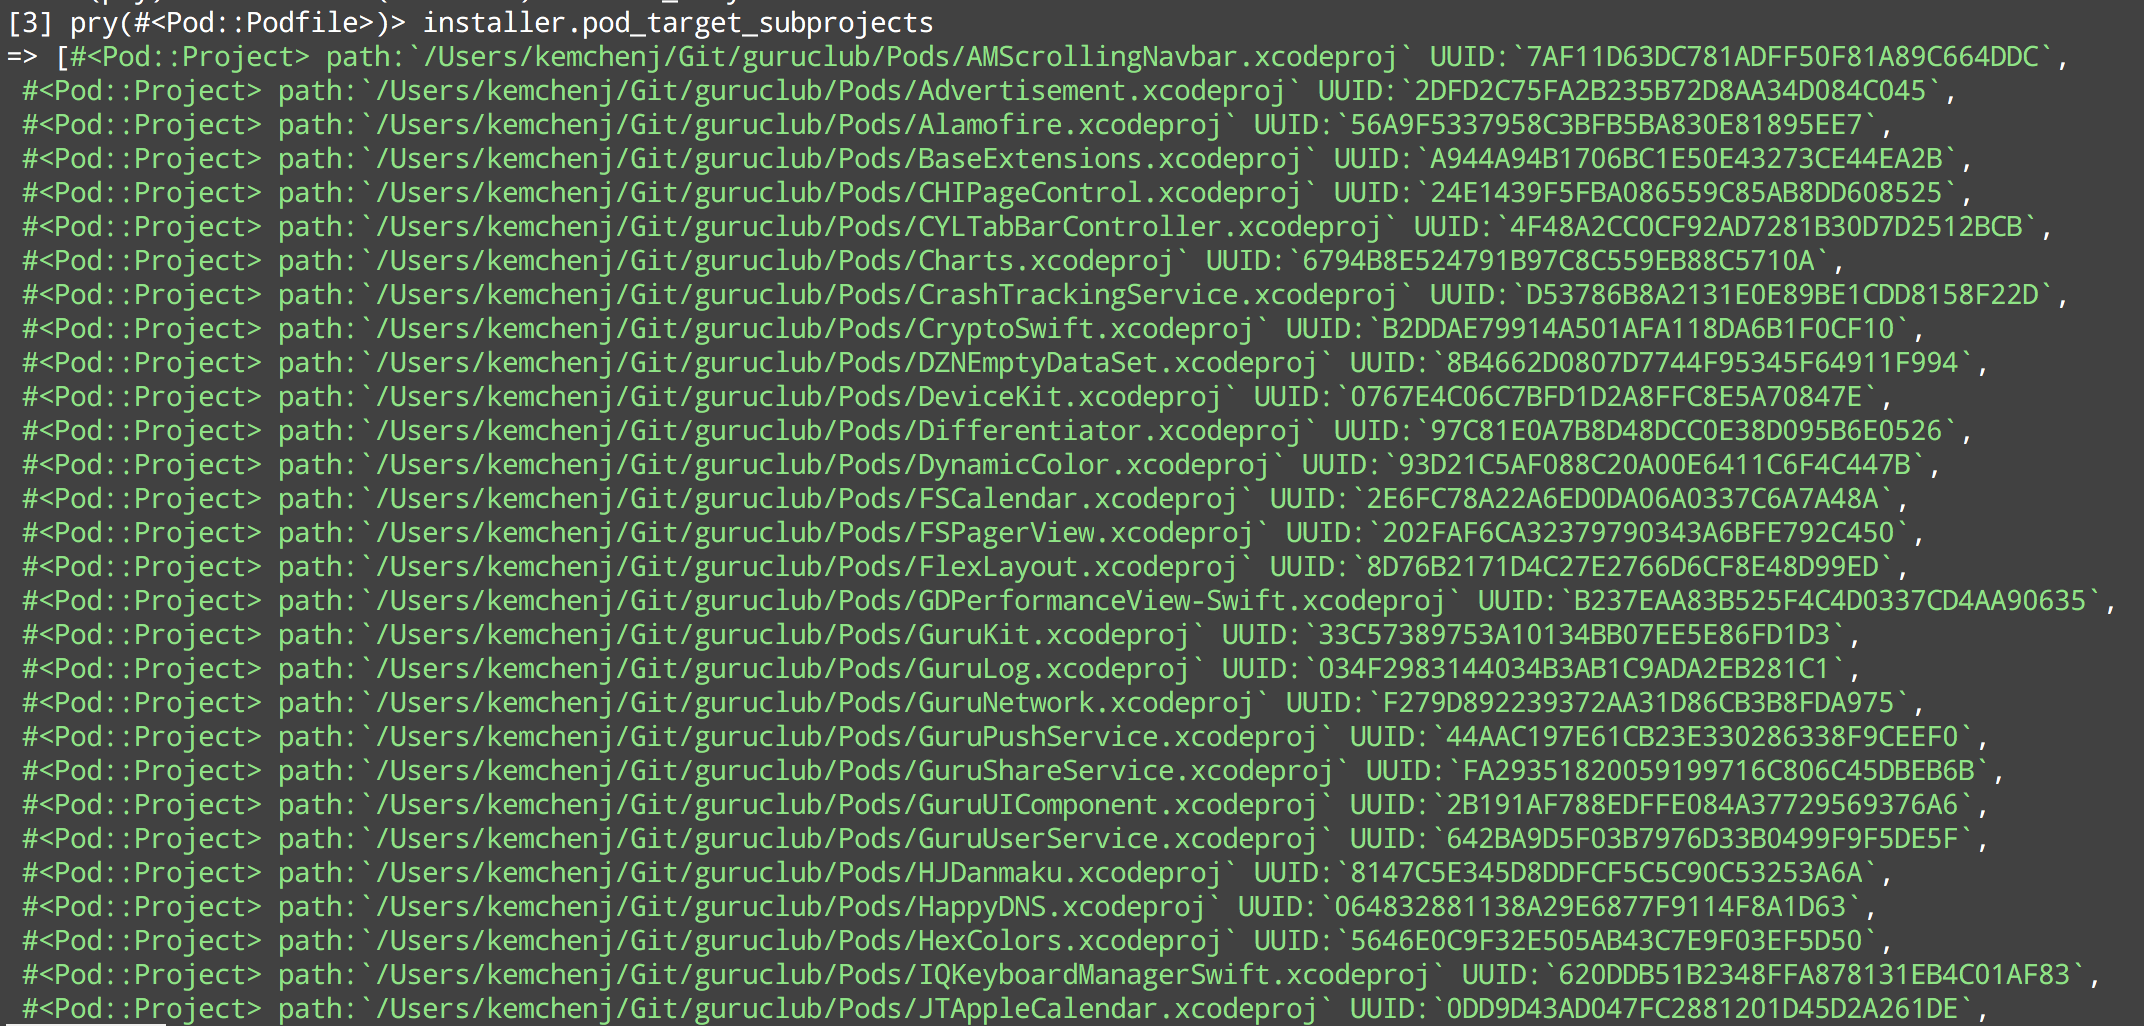 [3] pry(#<Pod::Podfile>)> installer.pod_target_subprojects
=> [#<Pod::Project> path:`/Users/kemchenj/Git/guruclub/Pods/AMScrollingNavbar.xcodeproj` UUID:`7AF11D63DC781ADFF50F81A89C664DDC`,
#<Pod::Project> path:`/Users/kemchenj/Git/guruclub/Pods/Advertisement.xcodeproj` UUID:`2DFD2C75FA2B235B72D8AA34D084C045`,
#<Pod::Project> path:`/Users/kemchenj/Git/guruclub/Pods/Alamofire.xcodeproj` UUID:`56A9F5337958C3BFB5BA830E81895EE7`,
#<Pod::Project> path:`/Users/kemchenj/Git/guruclub/Pods/BaseExtensions.xcodeproj` UUID:`A944A94B1706BC1E50E43273CE44EA2B`,
#<Pod::Project> path:`/Users/kemchenj/Git/guruclub/Pods/CHIPageControl.xcodeproj` UUID:`24E1439F5FBA086559C85AB8DD608525`,
#<Pod::Project> path:`/Users/kemchenj/Git/guruclub/Pods/CYLTabBarController.xcodeproj` UUID:`4F48A2CC0CF92AD7281B30D7D2512BCB`,
#<Pod::Project> path:`/Users/kemchenj/Git/guruclub/Pods/Charts.xcodeproj` UUID:`6794B8E524791B97C8C559EB88C5710A`,
#<Pod::Project> path:`/Users/kemchenj/Git/guruclub/Pods/CrashTrackingService.xcodeproj` UUID:`D53786B8A2131E0E89BE1CDD8158F22D`,
#<Pod::Project> path:`/Users/kemchenj/Git/guruclub/Pods/CryptoSwift.xcodeproj` UUID:`B2DDAE79914A501AFA118DA6B1F0CF10`,
#<Pod::Project> path:`/Users/kemchenj/Git/guruclub/Pods/DZNEmptyDataSet.xcodeproj` UUID:`8B4662D0807D7744F95345F64911F994`,
#<Pod::Project> path:`/Users/kemchenj/Git/guruclub/Pods/DeviceKit.xcodeproj` UUID:`0767E4C06C7BFD1D2A8FFC8E5A70847E`,
#<Pod::Project> path:`/Users/kemchenj/Git/guruclub/Pods/Differentiator.xcodeproj` UUID:`97C81E0A7B8D48DCC0E38D095B6E0526`,
#<Pod::Project> path:`/Users/kemchenj/Git/guruclub/Pods/DynamicColor.xcodeproj` UUID:`93D21C5AF088C20A00E6411C6F4C447B`,
#<Pod::Project> path:`/Users/kemchenj/Git/guruclub/Pods/FSCalendar.xcodeproj` UUID:`2E6FC78A22A6ED0DA06A0337C6A7A48A`,
#<Pod::Project> path:`/Users/kemchenj/Git/guruclub/Pods/FSPagerView.xcodeproj` UUID:`202FAF6CA32379790343A6BFE792C450`,
#<Pod::Project> path:`/Users/kemchenj/Git/guruclub/Pods/FlexLayout.xcodeproj` UUID:`8D76B2171D4C27E2766D6CF8E48D99ED`,
#<Pod::Project> path:`/Users/kemchenj/Git/guruclub/Pods/GDPerformanceView-Swift.xcodeproj` UUID:`B237EAA83B525F4C4D0337CD4AA90635`,
#<Pod::Project> path:`/Users/kemchenj/Git/guruclub/Pods/GuruKit.xcodeproj` UUID:`33C57389753A10134BB07EE5E86FD1D3`,
#<Pod::Project> path:`/Users/kemchenj/Git/guruclub/Pods/GuruLog.xcodeproj` UUID:`034F2983144034B3AB1C9ADA2EB281C1`,
#<Pod::Project> path:`/Users/kemchenj/Git/guruclub/Pods/GuruNetwork.xcodeproj` UUID:`F279D892239372AA31D86CB3B8FDA975`,
#<Pod::Project> path:`/Users/kemchenj/Git/guruclub/Pods/GuruPushService.xcodeproj` UUID:`44AAC197E61CB23E330286338F9CEEF0`,
#<Pod::Project> path:`/Users/kemchenj/Git/guruclub/Pods/GuruShareService.xcodeproj` UUID:`FA29351820059199716C806C45DBEB6B`,
#<Pod::Project> path:`/Users/kemchenj/Git/guruclub/Pods/GuruUIComponent.xcodeproj` UUID:`2B191AF788EDFFE084A37729569376A6`,
#<Pod::Project> path:`/Users/kemchenj/Git/guruclub/Pods/GuruUserService.xcodeproj` UUID:`642BA9D5F03B7976D33B0499F9F5DE5F`,
#<Pod::Project> path:`/Users/kemchenj/Git/guruclub/Pods/HJDanmaku.xcodeproj` UUID:`8147C5E345D8DDFCF5C5C90C53253A6A`,
#<Pod::Project> path:`/Users/kemchenj/Git/guruclub/Pods/HappyDNS.xcodeproj` UUID:`064832881138A29E6877F9114F8A1D63`,
#<Pod::Project> path:`/Users/kemchenj/Git/guruclub/Pods/HexColors.xcodeproj` UUID:`5646E0C9F32E505AB43C7E9F03EF5D50`,
#<Pod::Project> path:`/Users/kemchenj/Git/guruclub/Pods/IQKeyboardManagerSwift.xcodeproj` UUID:`620DDB51B2348FFA878131EB4C01AF83`,
#<Pod::Project> path:`/Users/kemchenj/Git/guruclub/Pods/JTAppleCalendar.xcodeproj` UUID:`0DD9D43AD047FC2881201D45D2A261DE`,